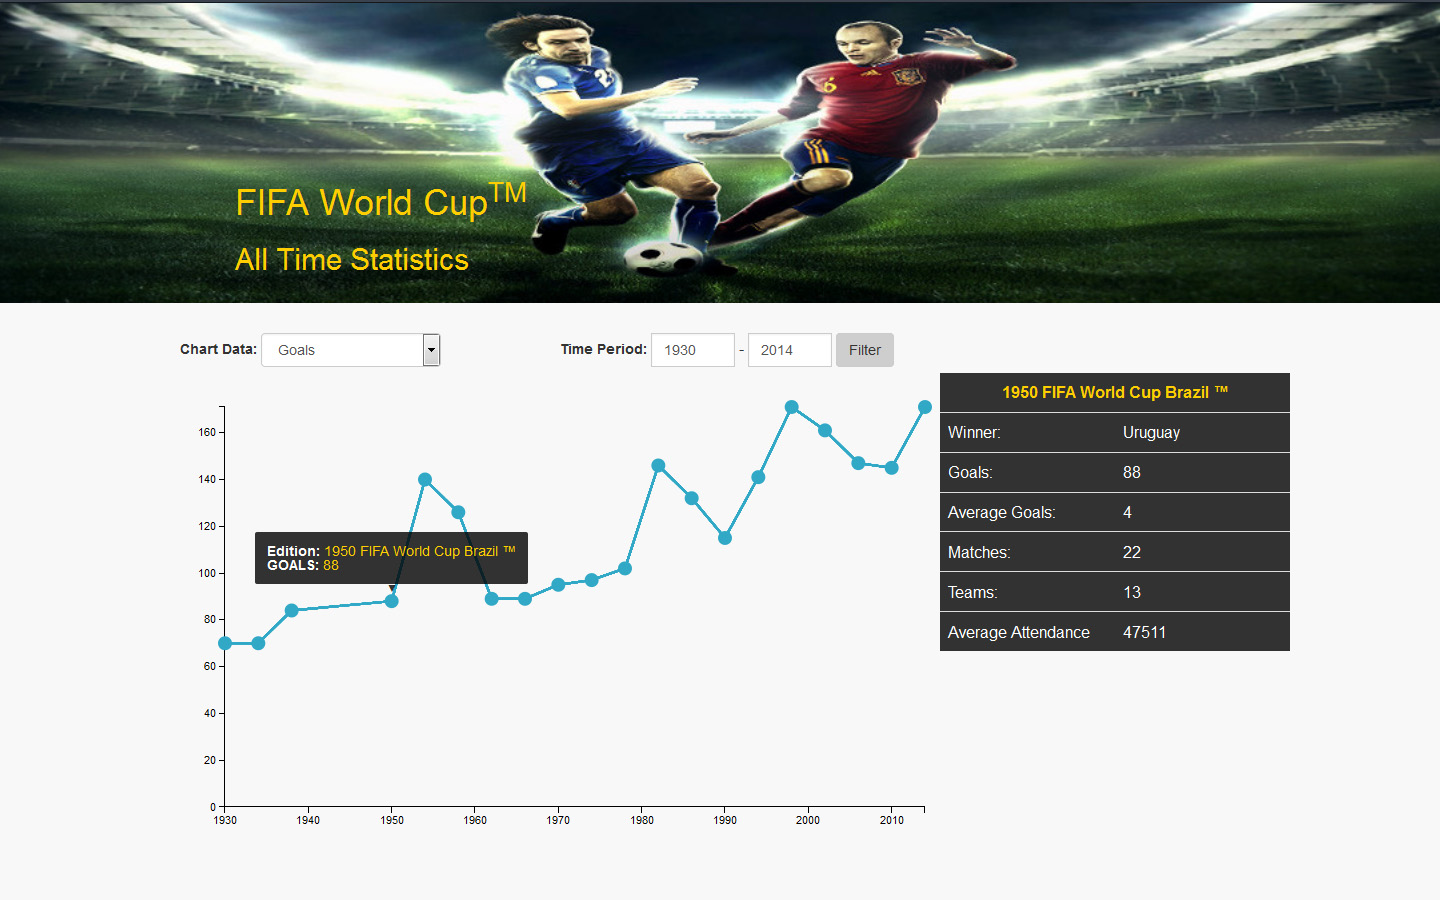 FIFA World Cup™
All Time Statistics
Chart Data: Goals
Time Period: 1930 - 2014 Filter
1950 FIFA World Cup Brazil ™
Winner: Uruguay
Goals: 88
Average Goals: 4
Matches: 22
Teams: 13
Average Attendance 47511
160
140
120
100
80
60
40
20
0
Edition: 1950 FIFA World Cup Brazil ™
GOALS: 88
1930 1940 1950 1960 1970 1980 1990 2000 2010